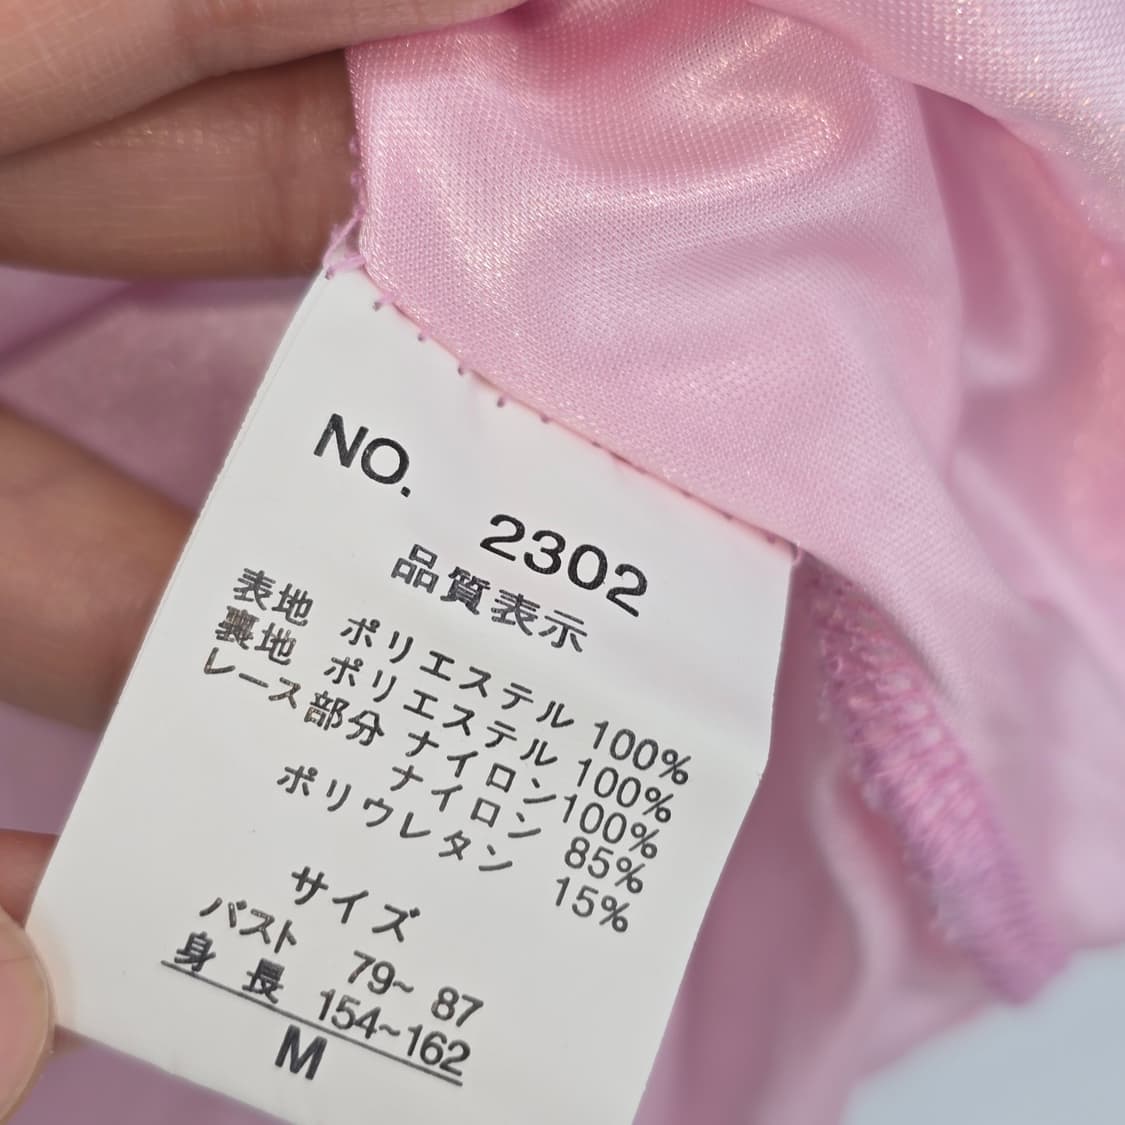 NO.
2302
品質表示
表地 ポリエステル 100%
裏地 ポリエステル 100%
レース部分 ナイロン 100%
ナイロン 85%
ポリウレタン 15%
サイズ
バスト 79~ 87
身 長 154~162
M